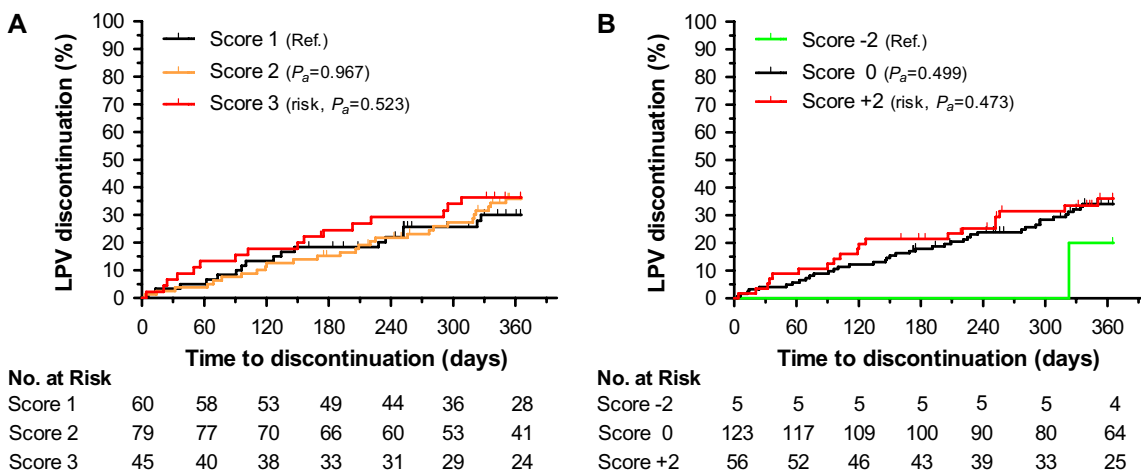 A
LPV discontinuation (%)
100
90
80
70
60
50
40
30
20
10
0
Score 1 (Ref.)
Score 2 (Pa=0.967)
Score 3 (risk, Pa=0.523)
0 60 120 180 240 300 360
Time to discontinuation (days)
No. at Risk
Score 1 60 58 53 49 44 36 28
Score 2 79 77 70 66 60 53 41
Score 3 45 40 38 33 31 29 24
B
LPV discontinuation (%)
100
90
80
70
60
50
40
30
20
10
0
Score -2 (Ref.)
Score 0 (Pa=0.499)
Score +2 (risk, Pa=0.473)
0 60 120 180 240 300 360
Time to discontinuation (days)
No. at Risk
Score -2 5 5 5 5 5 5 4
Score 0 123 117 109 100 90 80 64
Score +2 56 52 46 43 39 33 25